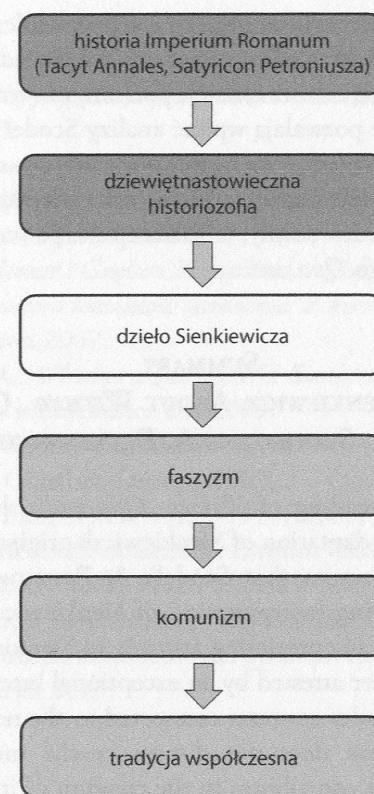 historia Imperium Romanum
(Tacyt Annales, Satyricon Petroniusza)
dziewiętnastowieczna
historiozofia
dzieło Sienkiewicza
faszyzm
komunizm
tradycja współczesna